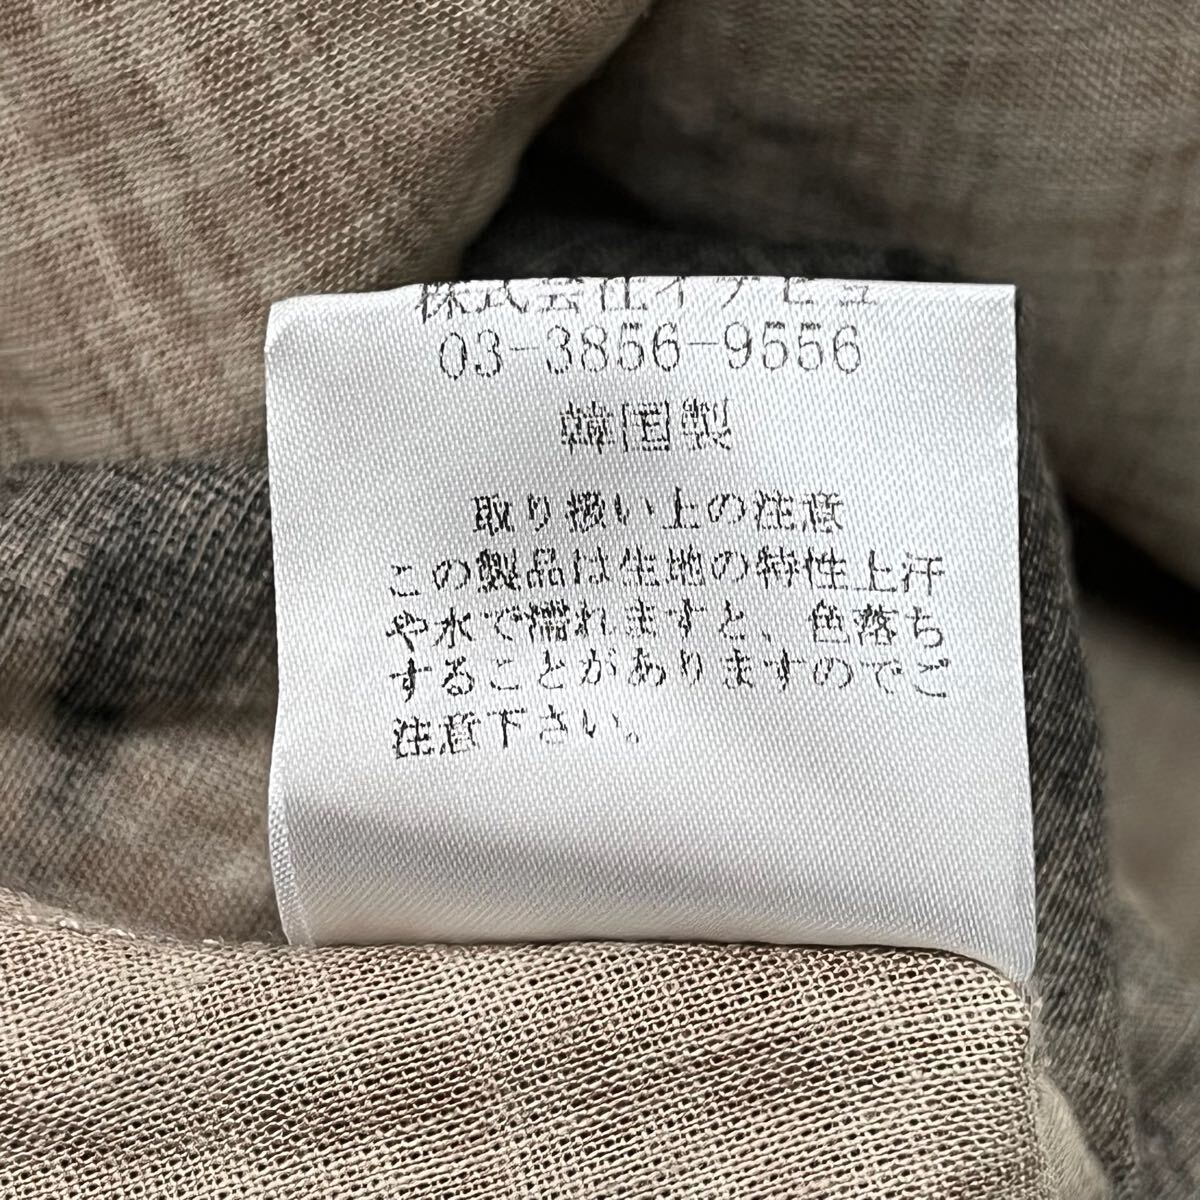 株式会社イデビュ
03-3856-9556
韓国製
取り扱い上の注意
この製品は生地の特性上汗
や水で濡れますと、色落ち
することがありますのでご
注意下さい。